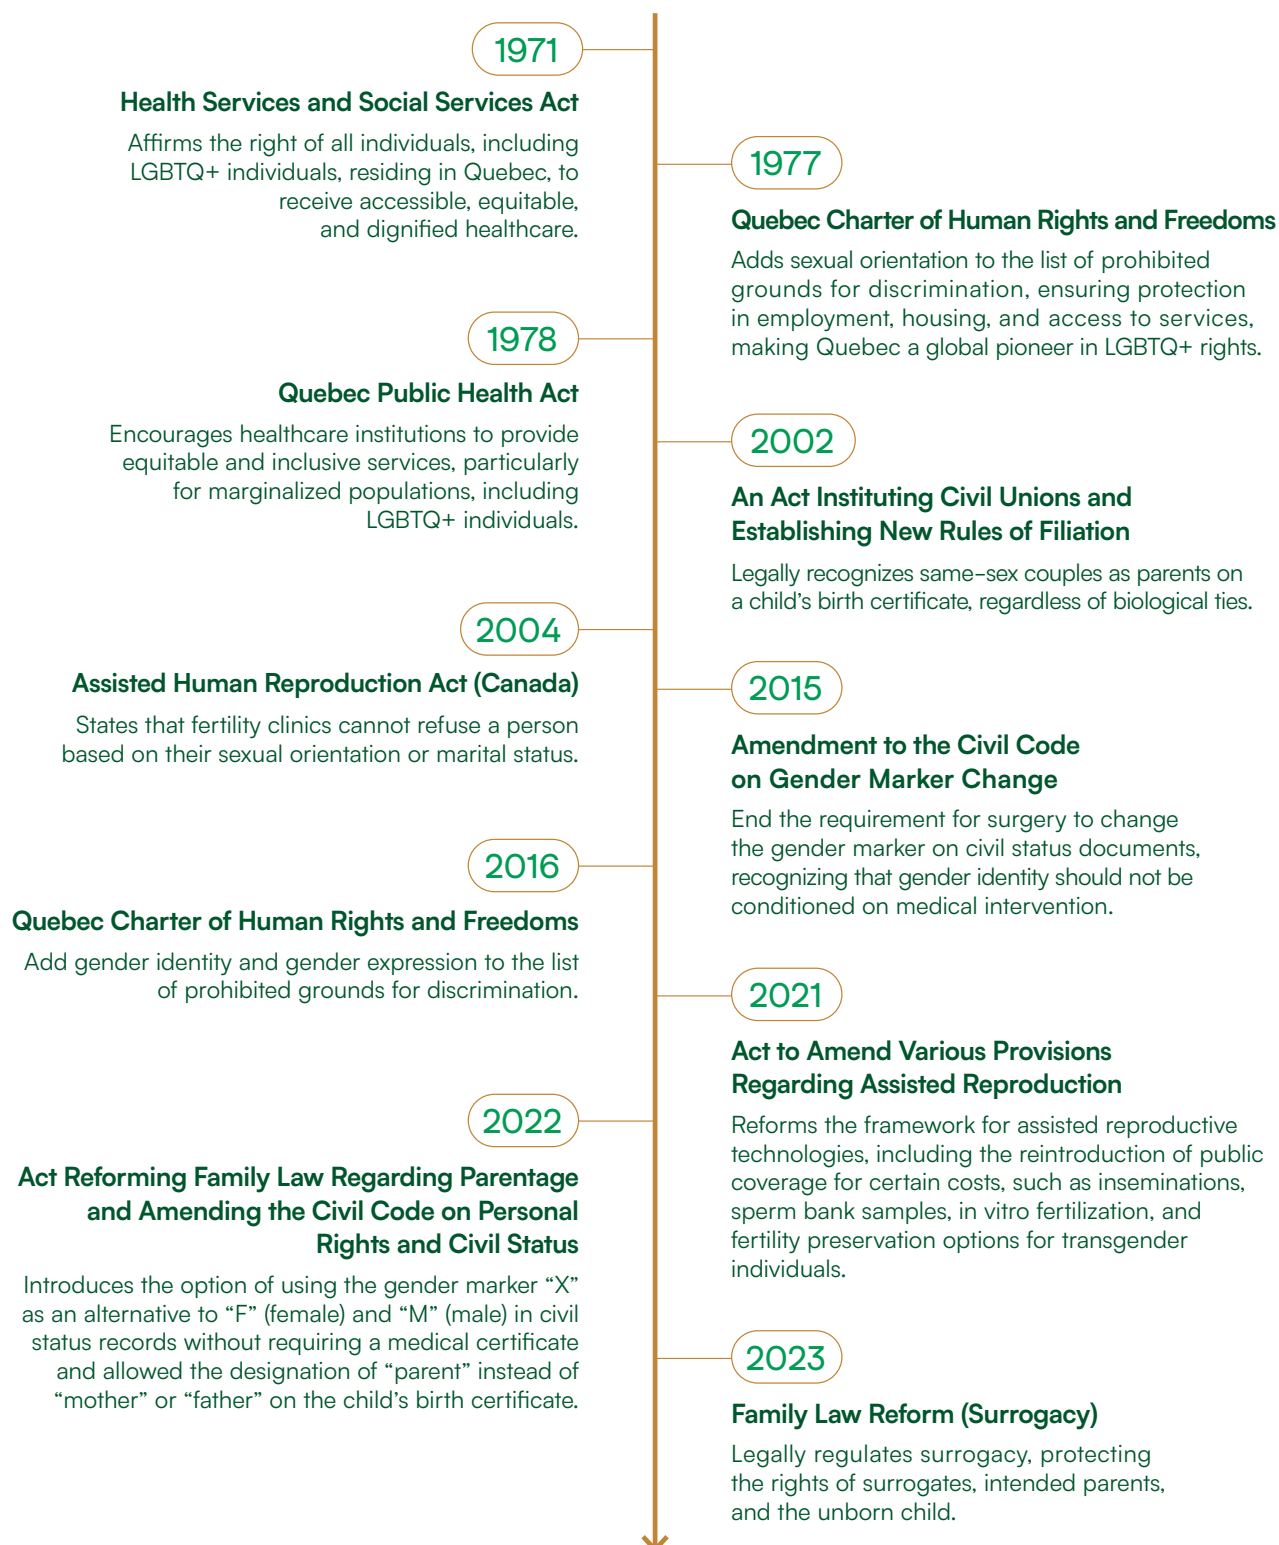 1971
Health Services and Social Services Act
Affirms the right of all individuals, including
LGBTQ+ individuals, residing in Quebec, to
receive accessible, equitable,
and dignified healthcare.
1977
Quebec Charter of Human Rights and Freedoms
Adds sexual orientation to the list of prohibited
grounds for discrimination, ensuring protection
in employment, housing, and access to services,
making Quebec a global pioneer in LGBTQ+ rights.
1978
Quebec Public Health Act
Encourages healthcare institutions to provide
equitable and inclusive services, particularly
for marginalized populations, including
LGBTQ+ individuals.
2002
An Act Instituting Civil Unions and
Establishing New Rules of Filiation
Legally recognizes same-sex couples as parents on
a child’s birth certificate, regardless of biological ties.
2004
Assisted Human Reproduction Act (Canada)
States that fertility clinics cannot refuse a person
based on their sexual orientation or marital status.
2015
Amendment to the Civil Code
on Gender Marker Change
End the requirement for surgery to change
the gender marker on civil status documents,
recognizing that gender identity should not be
conditioned on medical intervention.
2016
Quebec Charter of Human Rights and Freedoms
Add gender identity and gender expression to the list
of prohibited grounds for discrimination.
2021
Act to Amend Various Provisions
Regarding Assisted Reproduction
Reforms the framework for assisted reproductive
technologies, including the reintroduction of public
coverage for certain costs, such as inseminations,
sperm bank samples, in vitro fertilization, and
fertility preservation options for transgender
individuals.
2022
Act Reforming Family Law Regarding Parentage
and Amending the Civil Code on Personal
Rights and Civil Status
Introduces the option of using the gender marker “X”
as an alternative to “F” (female) and “M” (male) in civil
status records without requiring a medical certificate
and allowed the designation of “parent” instead of
“mother” or “father” on the child’s birth certificate.
2023
Family Law Reform (Surrogacy)
Legally regulates surrogacy, protecting
the rights of surrogates, intended parents,
and the unborn child.